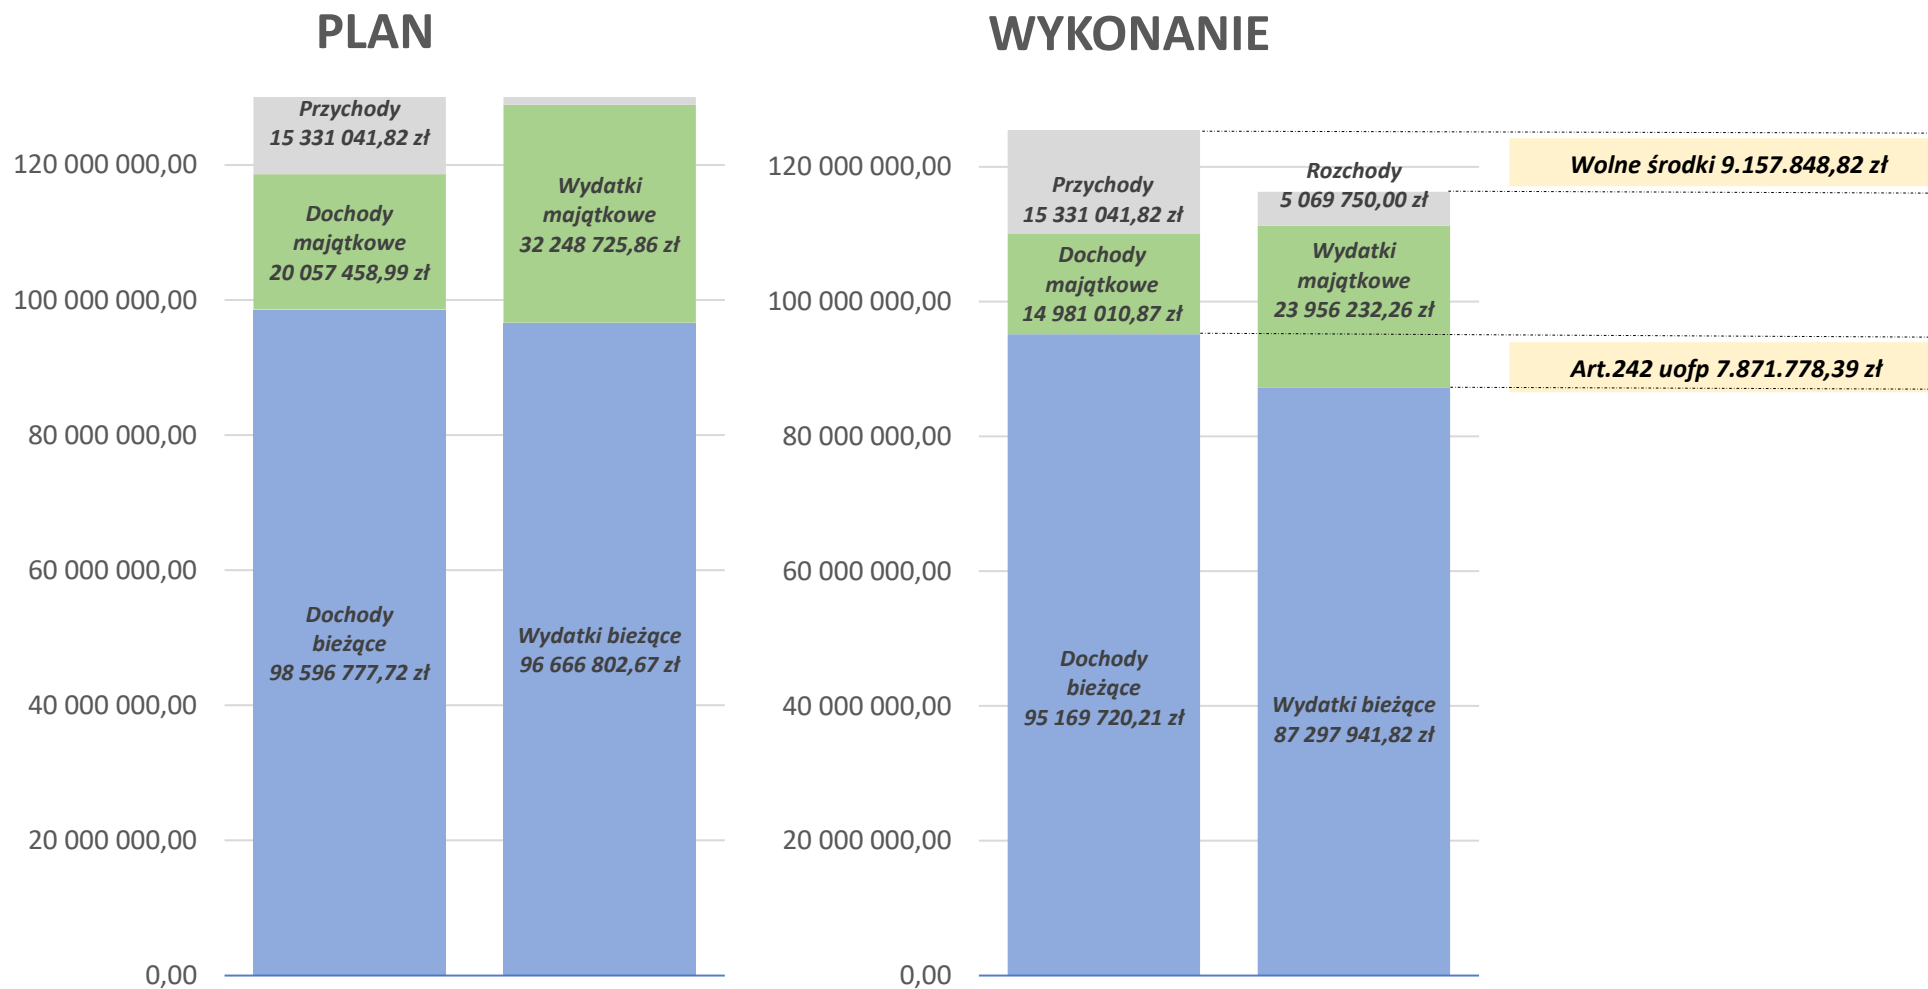 PLAN
120 000 000,00
100 000 000,00
80 000 000,00
60 000 000,00
40 000 000,00
20 000 000,00
0,00
Przychody
15 331 041,82 zł
Dochody
majątkowe
20 057 458,99 zł
Dochody
bieżące
98 596 777,72 zł
Wydatki
majątkowe
32 248 725,86 zł
Wydatki bieżące
96 666 802,67 zł
WYKONANIE
120 000 000,00
100 000 000,00
80 000 000,00
60 000 000,00
40 000 000,00
20 000 000,00
0,00
Przychody
15 331 041,82 zł
Dochody
majątkowe
14 981 010,87 zł
Dochody
bieżące
95 169 720,21 zł
Rozchody
5 069 750,00 zł
Wydatki
majątkowe
23 956 232,26 zł
Wydatki bieżące
87 297 941,82 zł
Wolne środki 9.157.848,82 zł
Art.242 uofp 7.871.778,39 zł